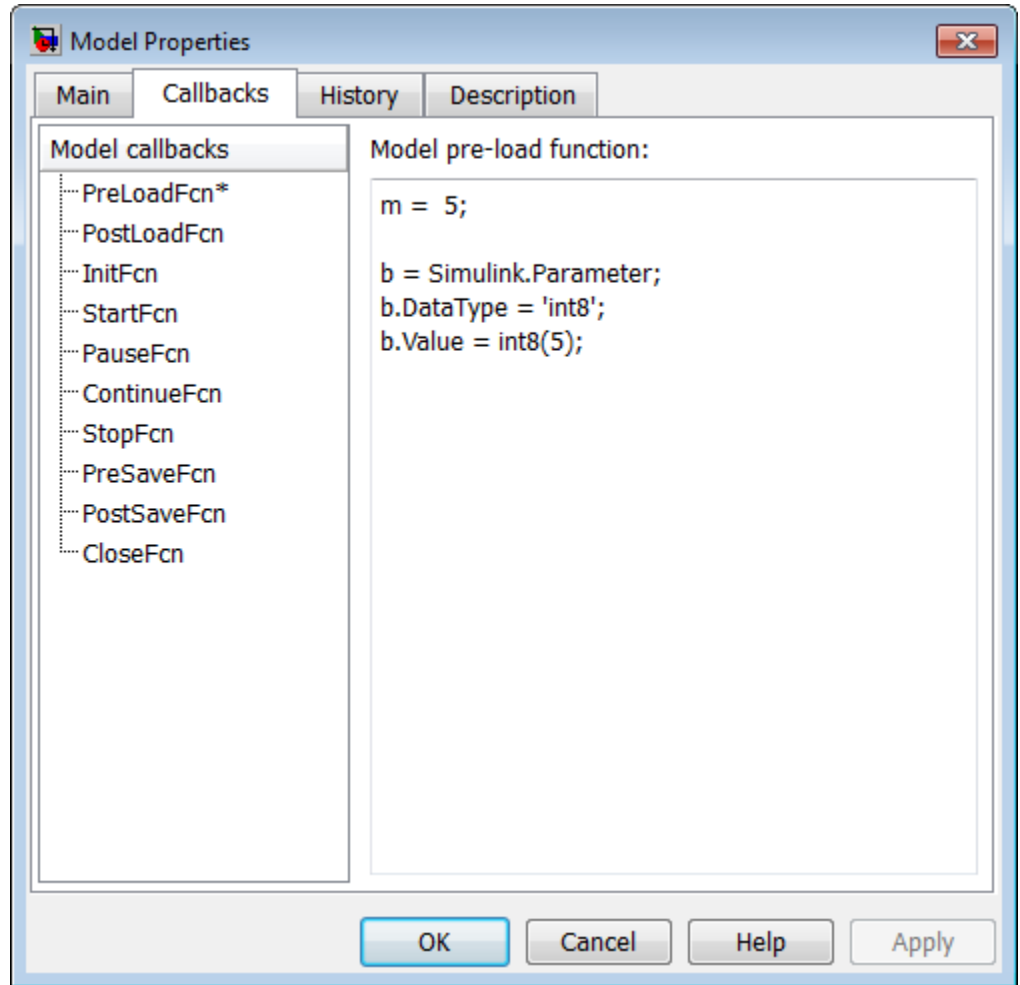 Model Properties
Main Callbacks History Description
Model callbacks
PreLoadFcn*
PostLoadFcn
InitFcn
StartFcn
PauseFcn
ContinueFcn
StopFcn
PreSaveFcn
PostSaveFcn
CloseFcn
Model pre-load function:
m =  5;
b = Simulink.Parameter;
b.DataType = 'int8';
b.Value = int8(5);
OK Cancel Help Apply